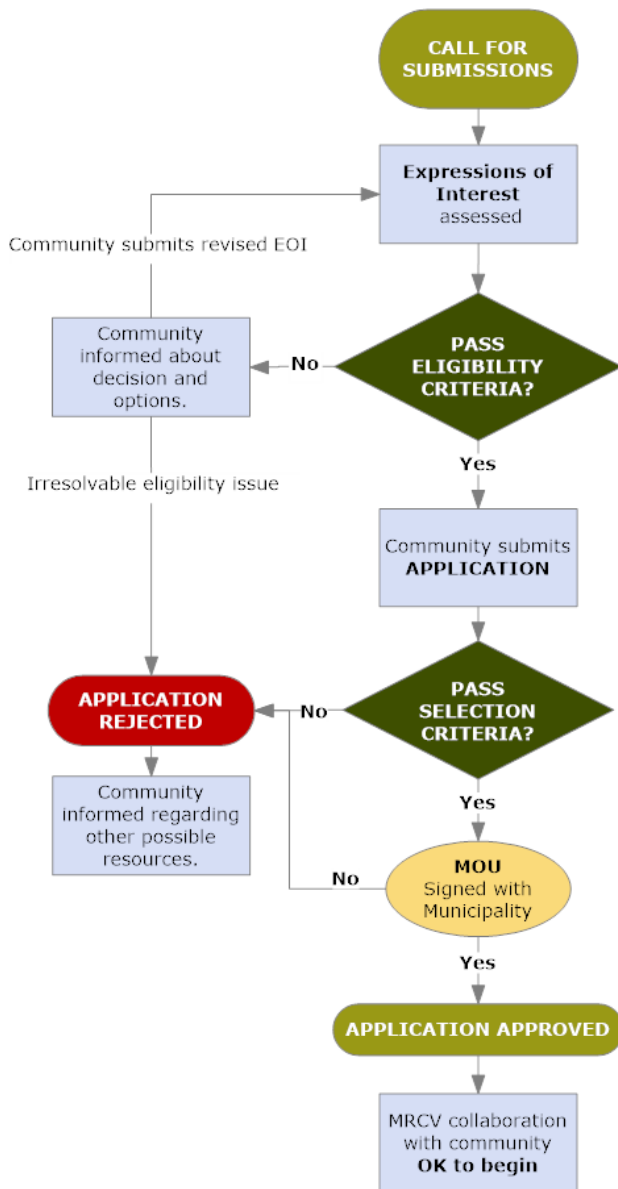 CALL FOR
SUBMISSIONS
Expressions of
Interest
assessed
Community submits revised EOI
PASS
ELIGIBILITY
CRITERIA?
No
Community
informed about
decision and
options.
Yes
Irresolvable eligibility issue
Community submits
APPLICATION
PASS
SELECTION
CRITERIA?
No
APPLICATION
REJECTED
Yes
Community
informed regarding
other possible
resources.
MOU
Signed with
Municipality
No
Yes
APPLICATION APPROVED
MRCV collaboration
with community
OK to begin